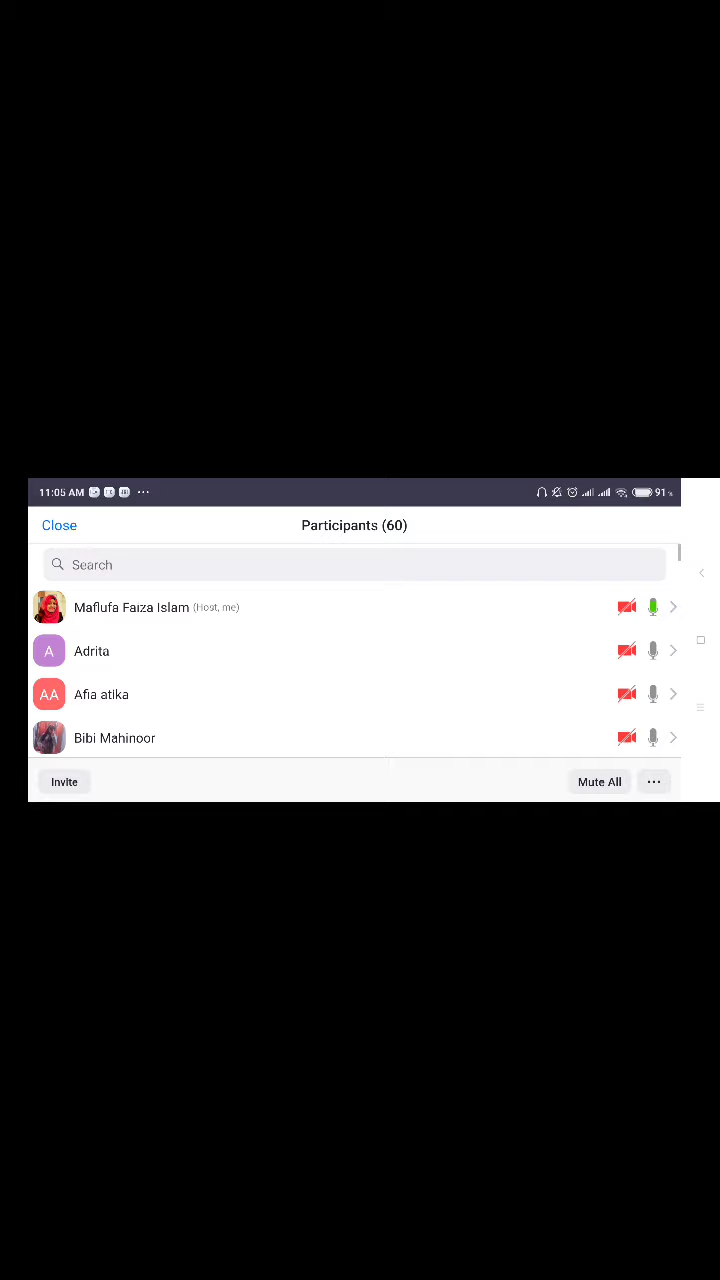 11:05 AM ... 91%
Close Participants (60)
Search
Maflufa Faiza Islam (Host, me)
A Adrita
AA Afia atika
Bibi Mahinoor
Invite Mute All ...